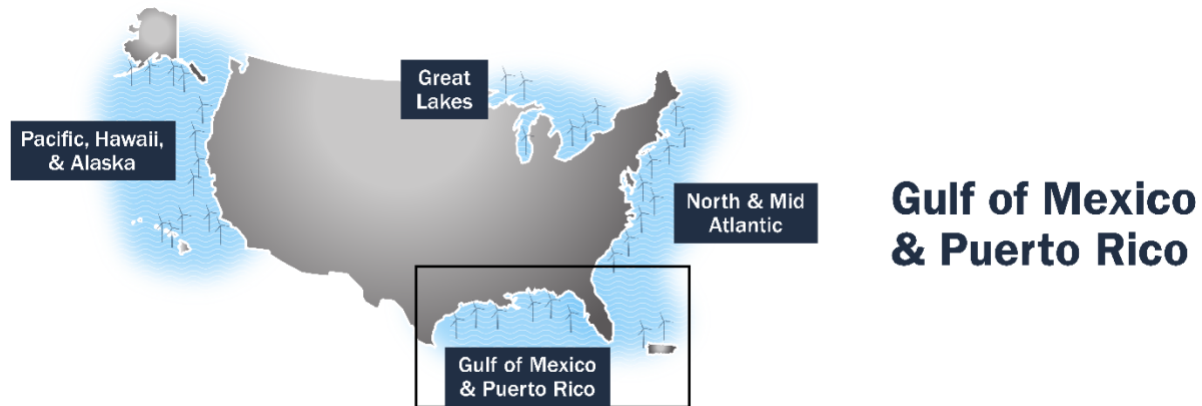 Great
Lakes
Pacific, Hawaii,
& Alaska
North & Mid
Atlantic
Gulf of Mexico
& Puerto Rico
Gulf of Mexico
& Puerto Rico